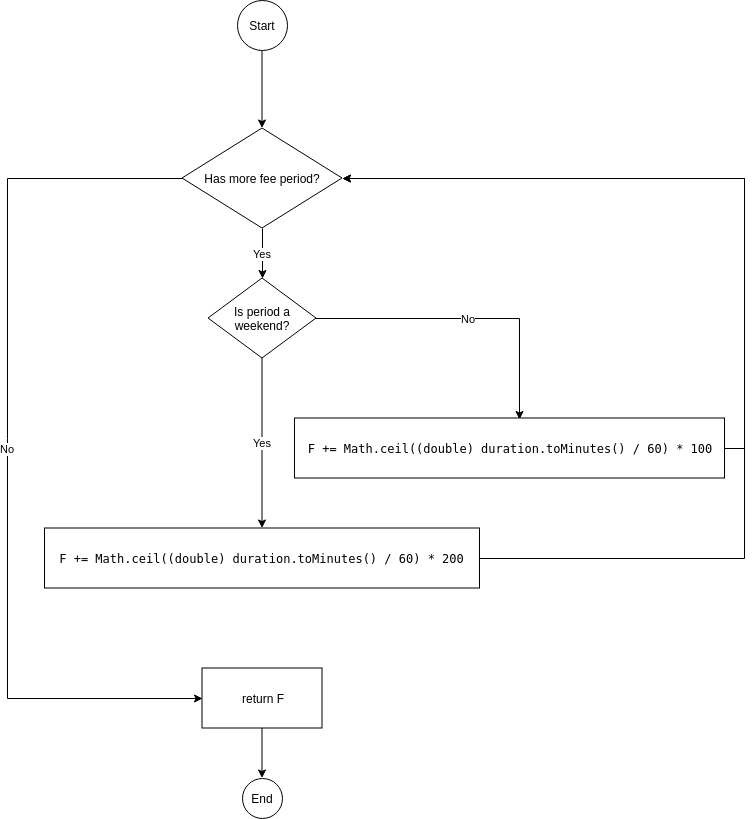 Start
Has more fee period?
Yes
Is period a
weekend?
No
Yes
No
F += Math.ceil((double) duration.toMinutes() / 60) * 100
F += Math.ceil((double) duration.toMinutes() / 60) * 200
return F
End